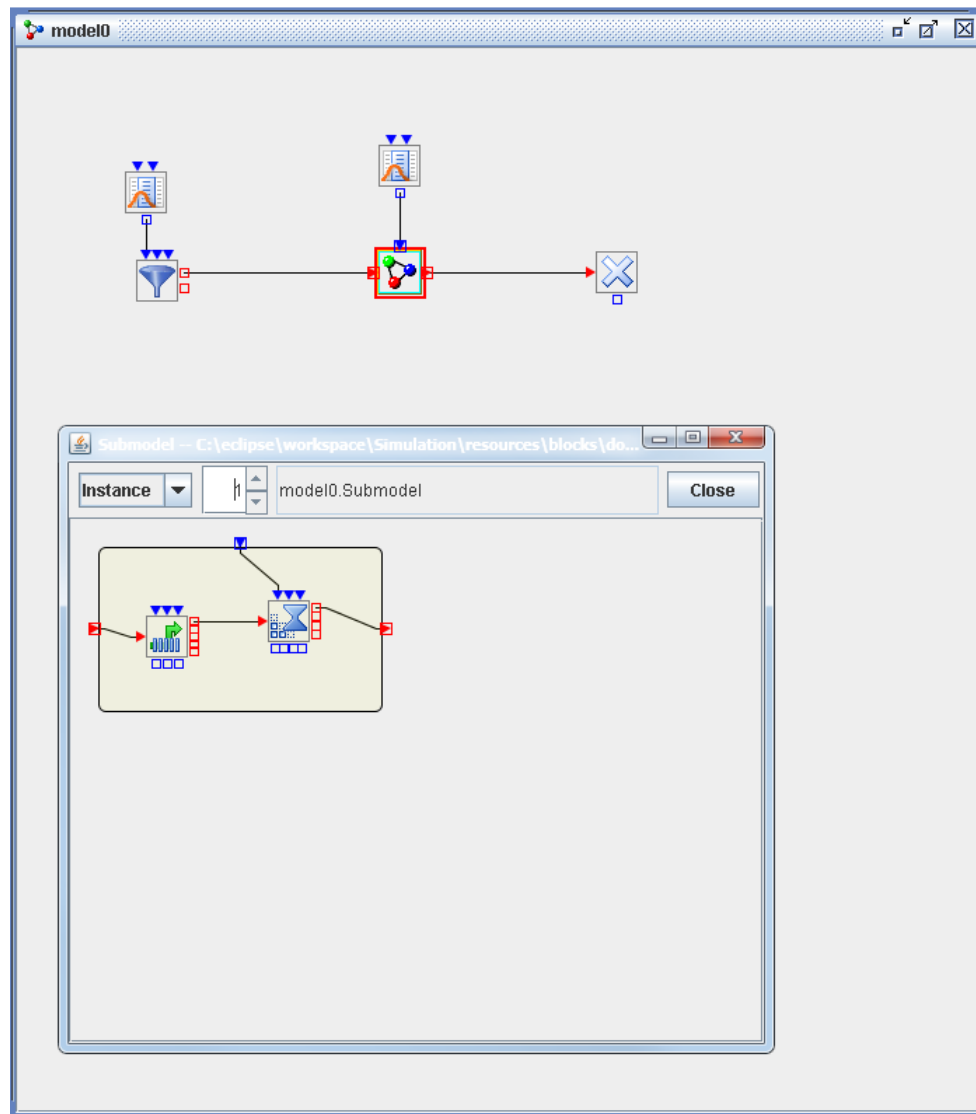 model0
Submodel -- C:\eclipse\workspace\Simulation\resources\blocks\do...
Instance
1
model0.Submodel
Close